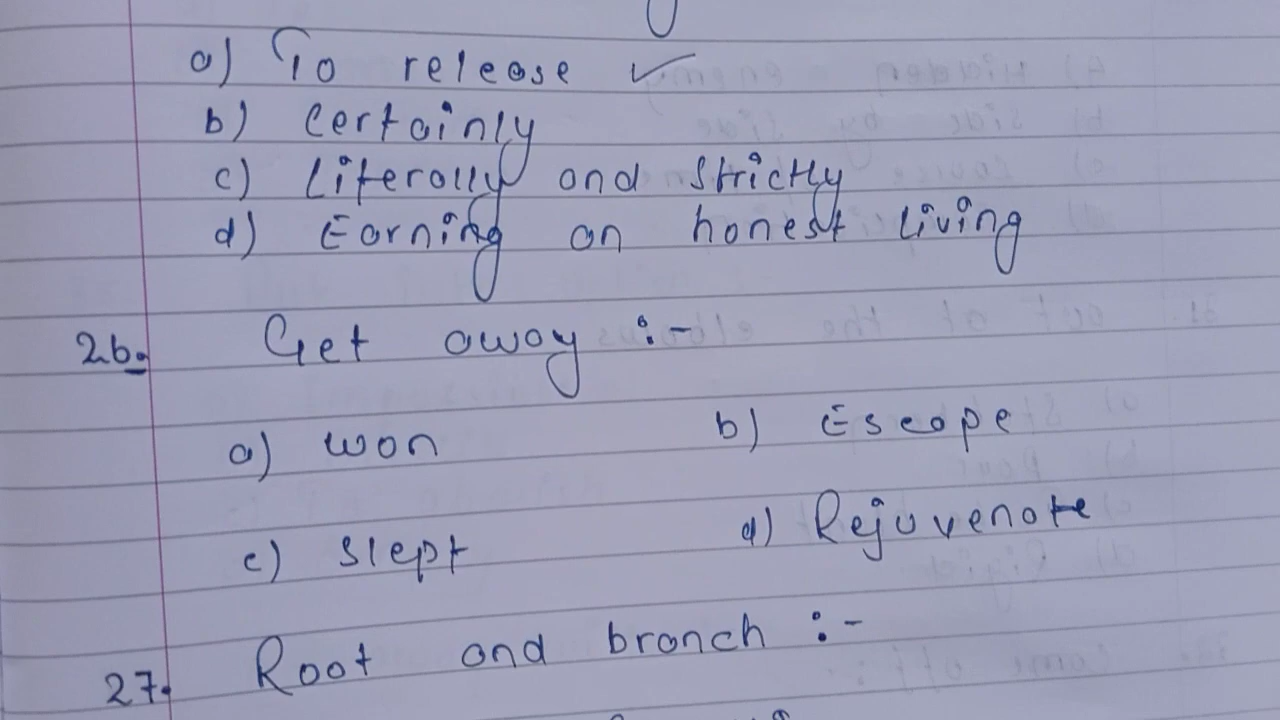 a) To release ✓
b) Certainly
c) Literally and strictly
d) Earning an honest living
26. Get away :-
a) won b) Escape
c) slept d) Rejuvenate
27. Root and branch :-